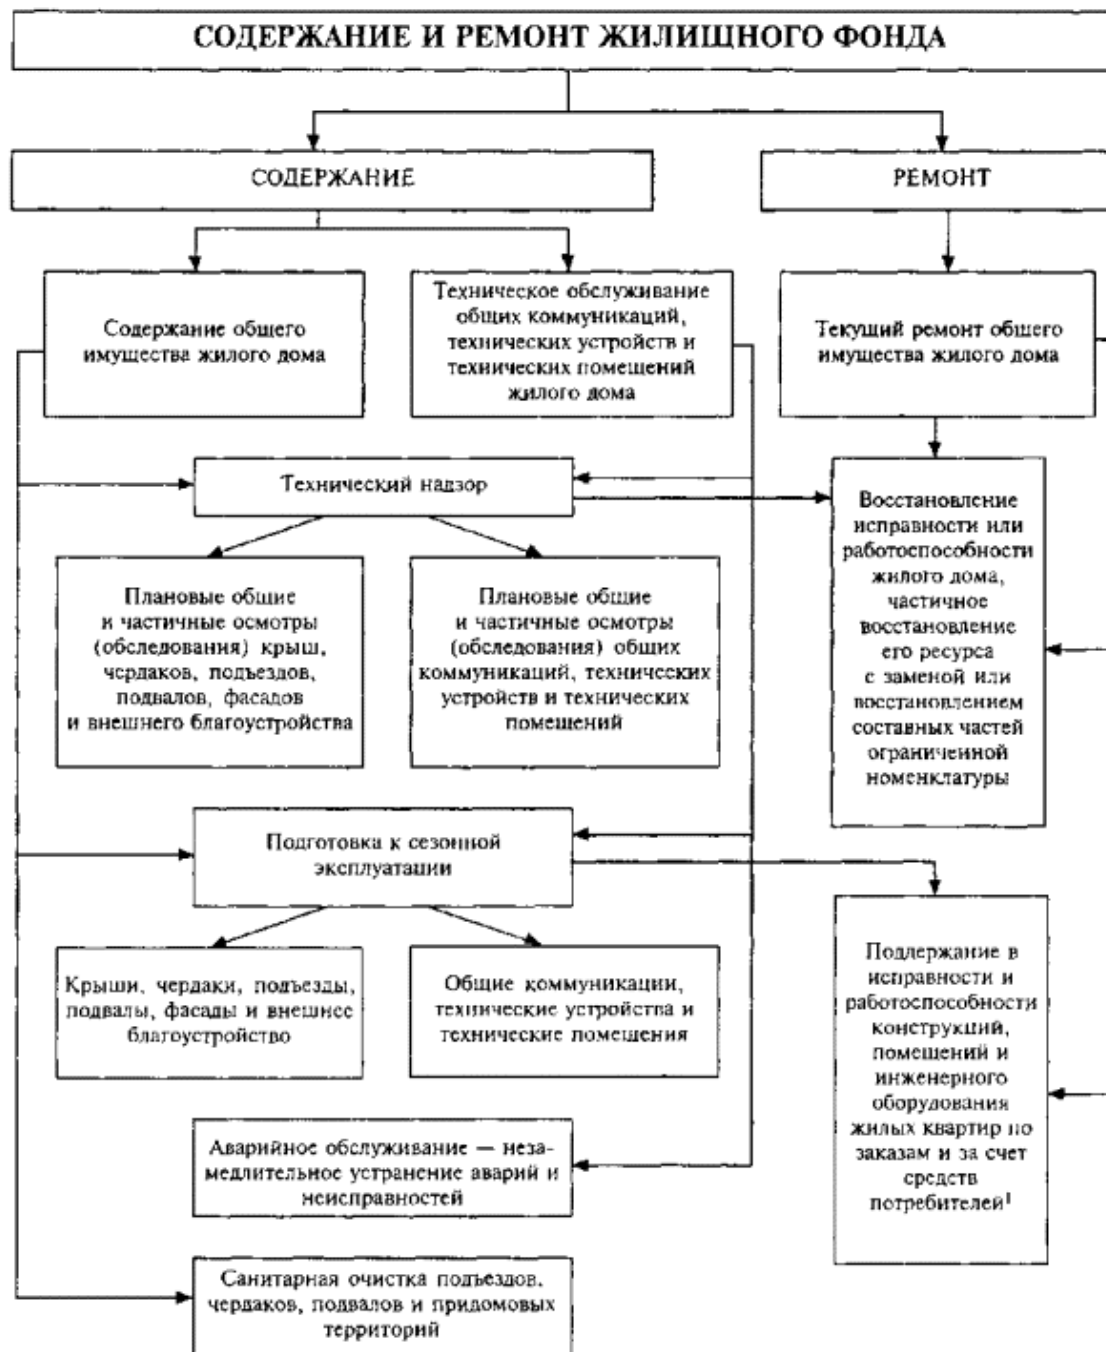 СОДЕРЖАНИЕ И РЕМОНТ ЖИЛИЩНОГО ФОНДА
СОДЕРЖАНИЕ
РЕМОНТ
Содержание общего
имущества жилого дома
Техническое обслуживание
общих коммуникаций,
технических устройств и
технических помещений
жилого дома
Текущий ремонт общего
имущества жилого дома
Технический надзор
Плановые общие
и частичные осмотры
(обследования) крыш,
чердаков, подъездов,
подвалов, фасадов
и внешнего благоустройства
Плановые общие
и частичные осмотры
(обследования) общих
коммуникаций, технических
устройств и технических
помещений
Восстановление
исправности или
работоспособности
жилого дома,
частичное
восстановление
его ресурса
с заменой или
восстановлением
составных частей
ограниченной
номенклатуры
Подготовка к сезонной
эксплуатации
Крыши, чердаки, подъезды,
подвалы, фасады и внешнее
благоустройство
Общие коммуникации,
технические устройства и
технические помещения
Поддержание в
исправности и
работоспособности
конструкций,
помещений и
инженерного
оборудования
жилых квартир по
заказам и за счет
средств
потребителей¹
Аварийное обслуживание — неза-
медлительное устранение аварий и
неисправностей
Санитарная очистка подъездов,
чердаков, подвалов и придомовых
территорий